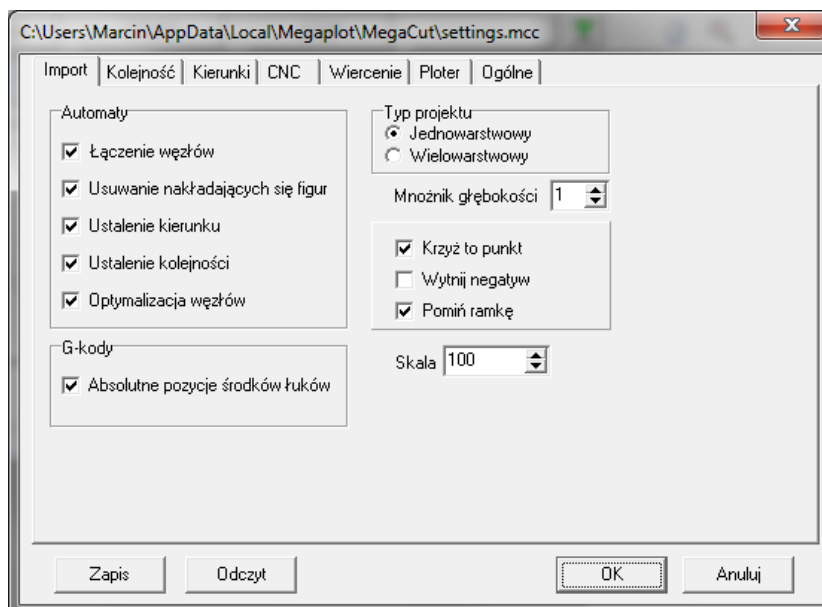 C:\Users\Marcin\AppData\Local\Megaplot\MegaCut\settings.mcc
Import Kolejność Kierunki CNC Wiercenie Ploter Ogólne
Automaty
Łączenie węzłów
Usuwanie nakładających się figur
Ustalenie kierunku
Ustalenie kolejności
Optymalizacja węzłów
G-kody
Absolutne pozycje środków łuków
Typ projektu
Jednowarstwowy
Wielowarstwowy
Mnożnik głębokości 1
Krzyż to punkt
Wytnij negatyw
Pomiń ramkę
Skala 100
Zapis Odczyt OK Anuluj